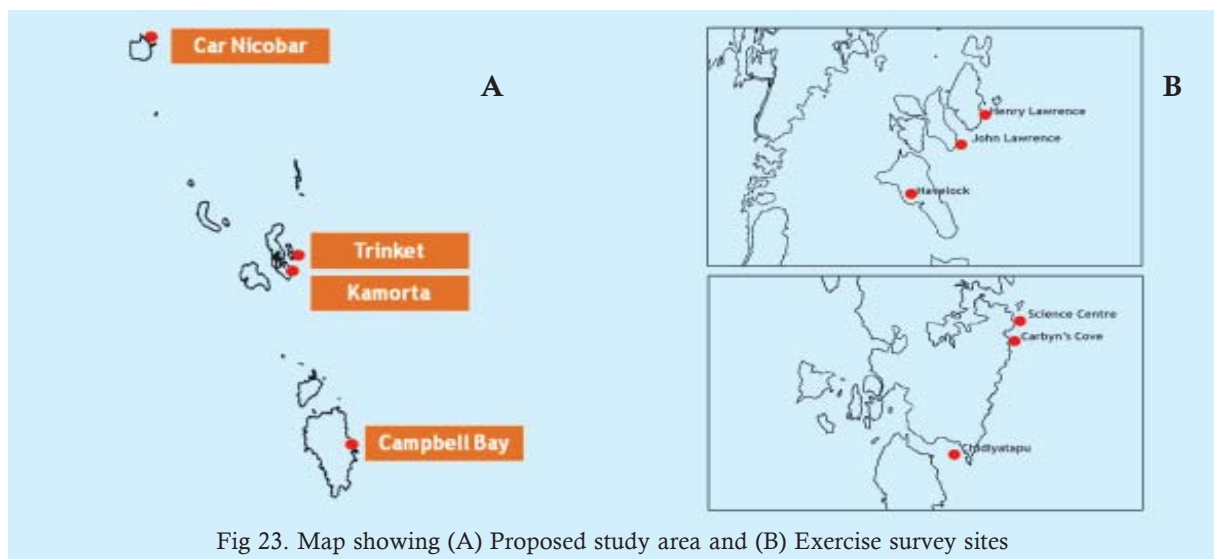 Car Nicobar
A
Trinket
Kamorta
Campbell Bay
B
Henry Lawrence
John Lawrence
Havelock
Science Centre
Carbyn's Cove
Chidiyatapu
Fig 23. Map showing (A) Proposed study area and (B) Exercise survey sites